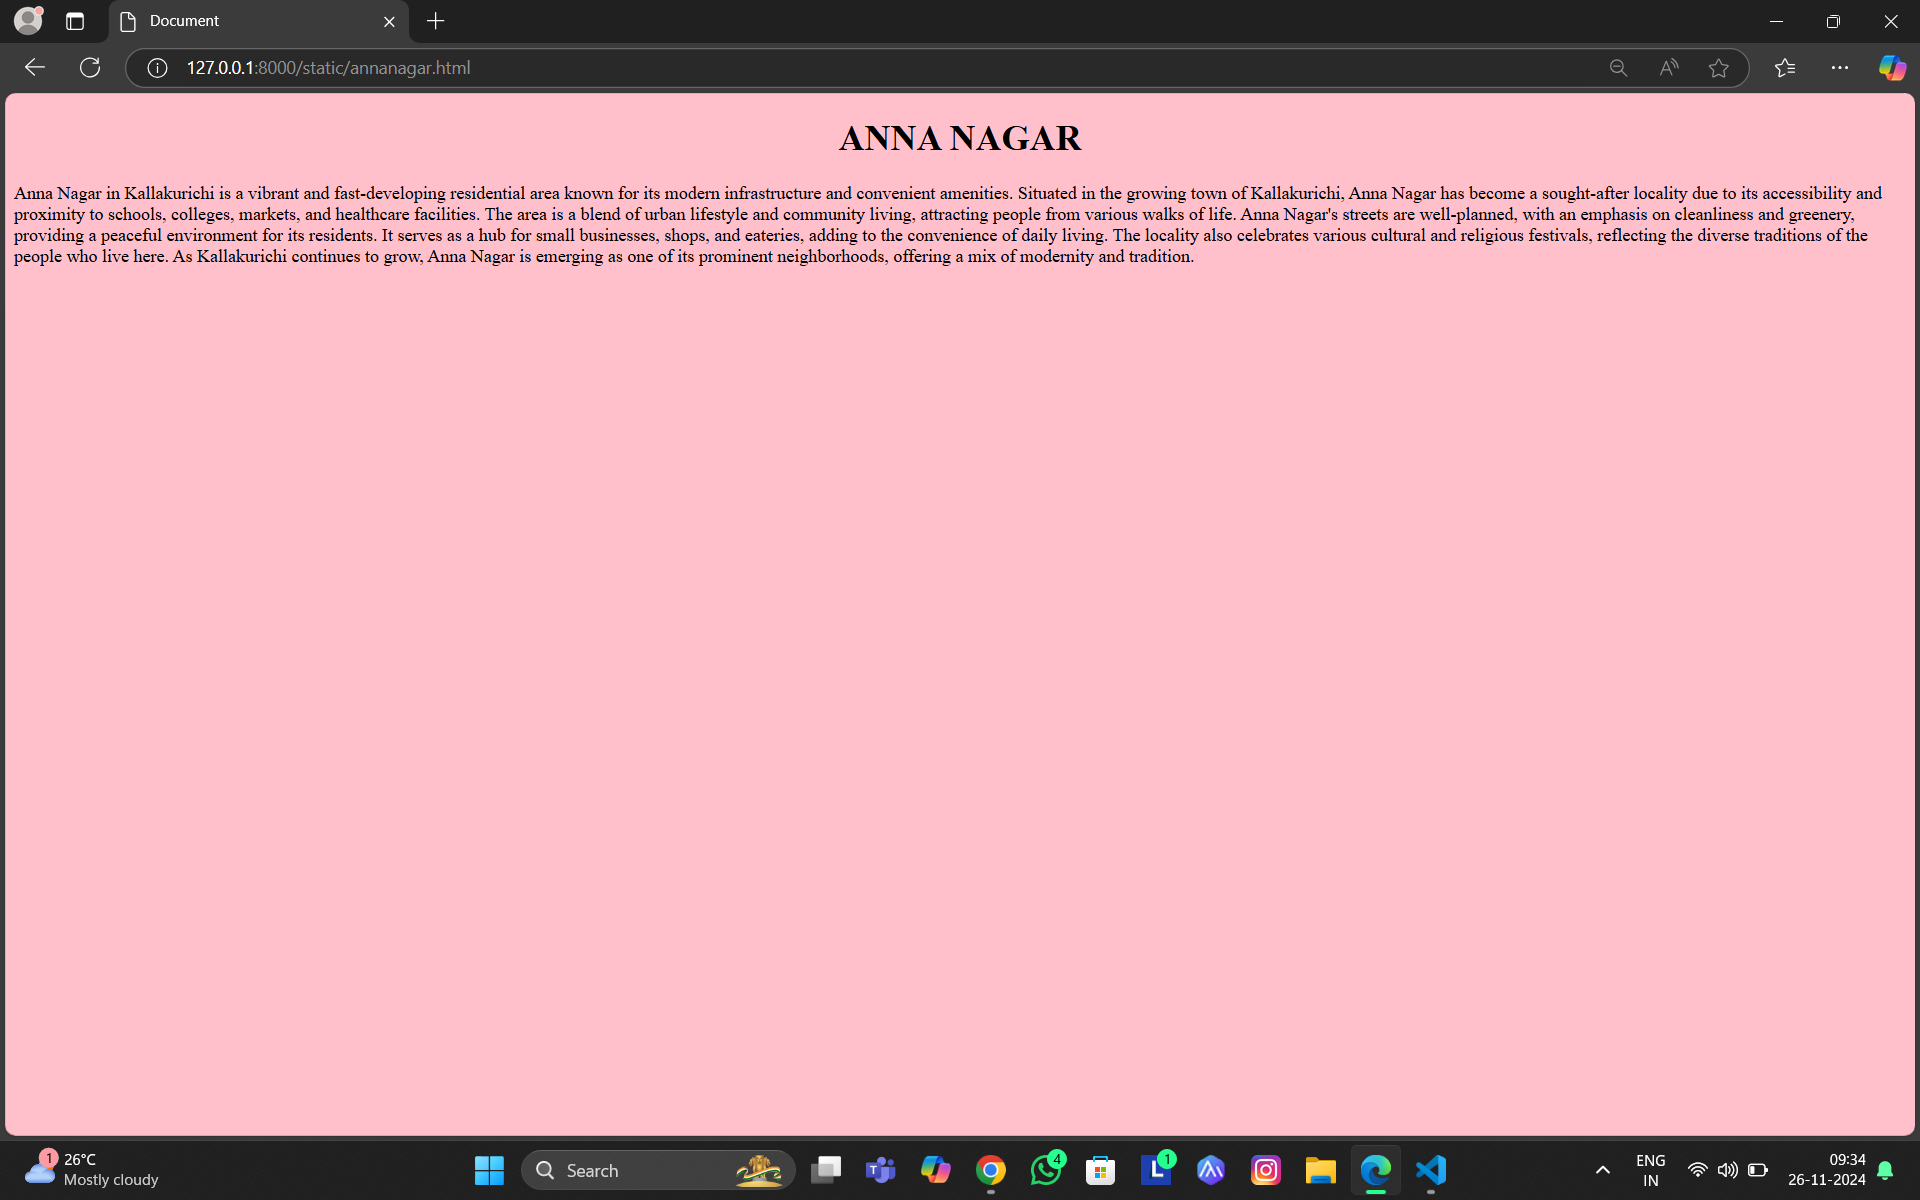 Document
127.0.0.1:8000/static/annanagar.html
ANNA NAGAR
Anna Nagar in Kallakurichi is a vibrant and fast-developing residential area known for its modern infrastructure and convenient amenities. Situated in the growing town of Kallakurichi, Anna Nagar has become a sought-after locality due to its accessibility and
proximity to schools, colleges, markets, and healthcare facilities. The area is a blend of urban lifestyle and community living, attracting people from various walks of life. Anna Nagar's streets are well-planned, with an emphasis on cleanliness and greenery,
providing a peaceful environment for its residents. It serves as a hub for small businesses, shops, and eateries, adding to the convenience of daily living. The locality also celebrates various cultural and religious festivals, reflecting the diverse traditions of the
people who live here. As Kallakurichi continues to grow, Anna Nagar is emerging as one of its prominent neighborhoods, offering a mix of modernity and tradition.
1
26°C
Mostly cloudy
Search
4
L 1
ENG
IN
09:34
26-11-2024